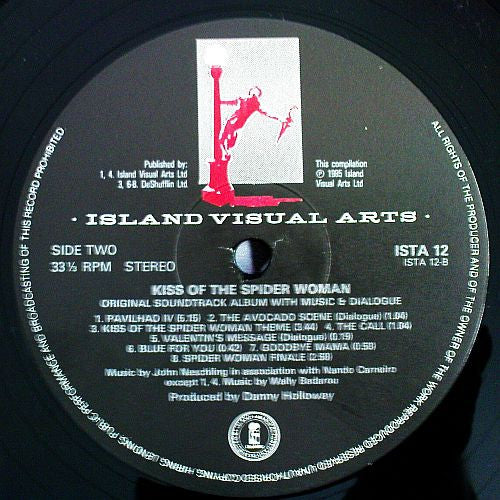 Published by:
1, 4. Island Visual Arts Ltd
3, 6-8. DeShufflin Ltd
This compilation
℗ 1985 Island
Visual Arts Ltd
· ISLAND VISUAL ARTS ·
SIDE TWO
33⅓ RPM STEREO
ISTA 12
ISTA 12-B
KISS OF THE SPIDER WOMAN
ORIGINAL SOUNDTRACK ALBUM WITH MUSIC & DIALOGUE
1. PAVILHAO IV (5.15) 2. THE AVOCADO SCENE (Dialogue) (1.04)
3. KISS OF THE SPIDER WOMAN THEME (3.44) 4. THE CALL (1.04)
5. VALENTIN'S MESSAGE (Dialogue) (0.19)
6. BLUE FOR YOU (0.42) 7. GOODBYE MAMA (0.58)
8. SPIDER WOMAN FINALE (2.58)
Music by John Neschling in association with Nando Carneiro
except 1, 4. Music by Wally Badarou
Produced by Danny Holloway
ALL RIGHTS OF THE PRODUCER AND OF THE OWNER OF THE WORK REPRODUCED RESERVED. UNAUTHORISED COPYING, HIRING, LENDING, PUBLIC PERFORMANCE AND BROADCASTING OF THIS RECORD PROHIBITED